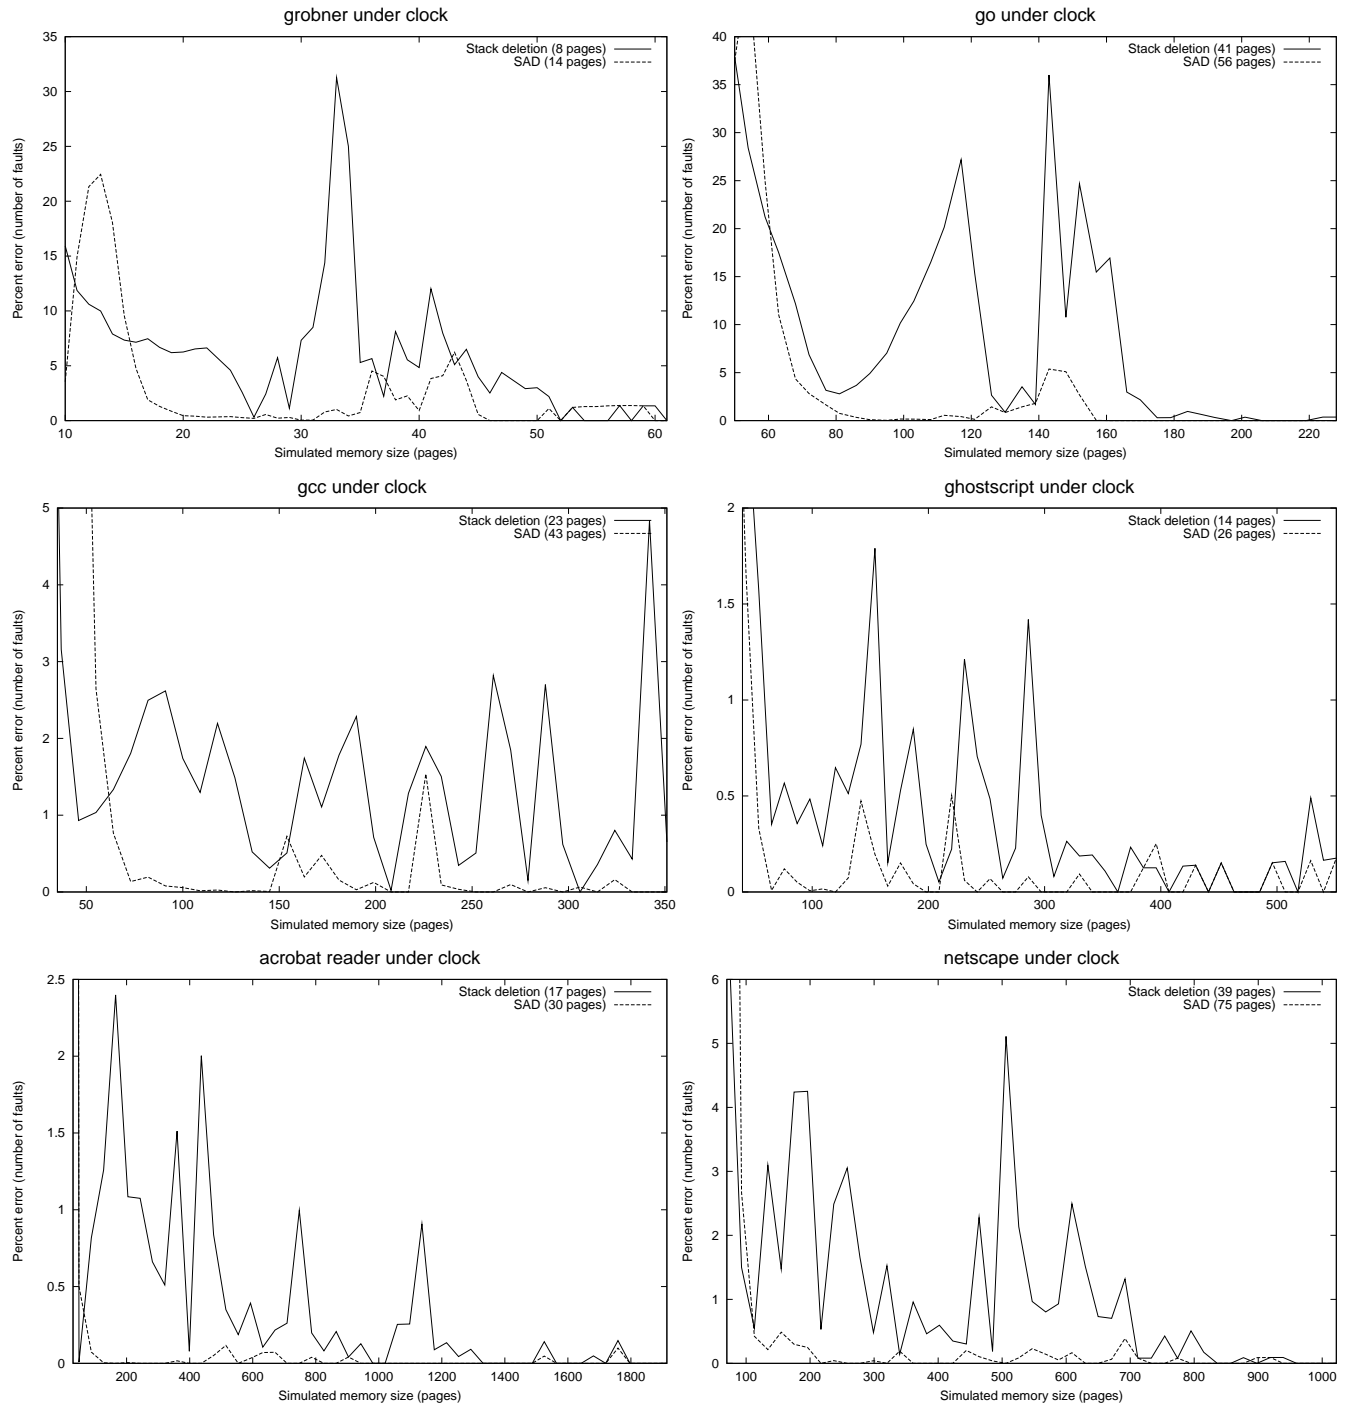 grobner under clock
35
30
25
20
15
10
5
0
10 20 30 40 50 60
Percent error (number of faults)
Simulated memory size (pages)
Stack deletion (8 pages)
SAD (14 pages)
go under clock
40
35
30
25
20
15
10
5
0
60 80 100 120 140 160 180 200 220
Percent error (number of faults)
Simulated memory size (pages)
Stack deletion (41 pages)
SAD (56 pages)
gcc under clock
5
4
3
2
1
0
50 100 150 200 250 300 350
Percent error (number of faults)
Simulated memory size (pages)
Stack deletion (23 pages)
SAD (43 pages)
ghostscript under clock
2
1.5
1
0.5
0
100 200 300 400 500
Percent error (number of faults)
Simulated memory size (pages)
Stack deletion (14 pages)
SAD (26 pages)
acrobat reader under clock
2.5
2
1.5
1
0.5
0
200 400 600 800 1000 1200 1400 1600 1800
Percent error (number of faults)
Simulated memory size (pages)
Stack deletion (17 pages)
SAD (30 pages)
netscape under clock
6
5
4
3
2
1
0
100 200 300 400 500 600 700 800 900 1000
Percent error (number of faults)
Simulated memory size (pages)
Stack deletion (39 pages)
SAD (75 pages)